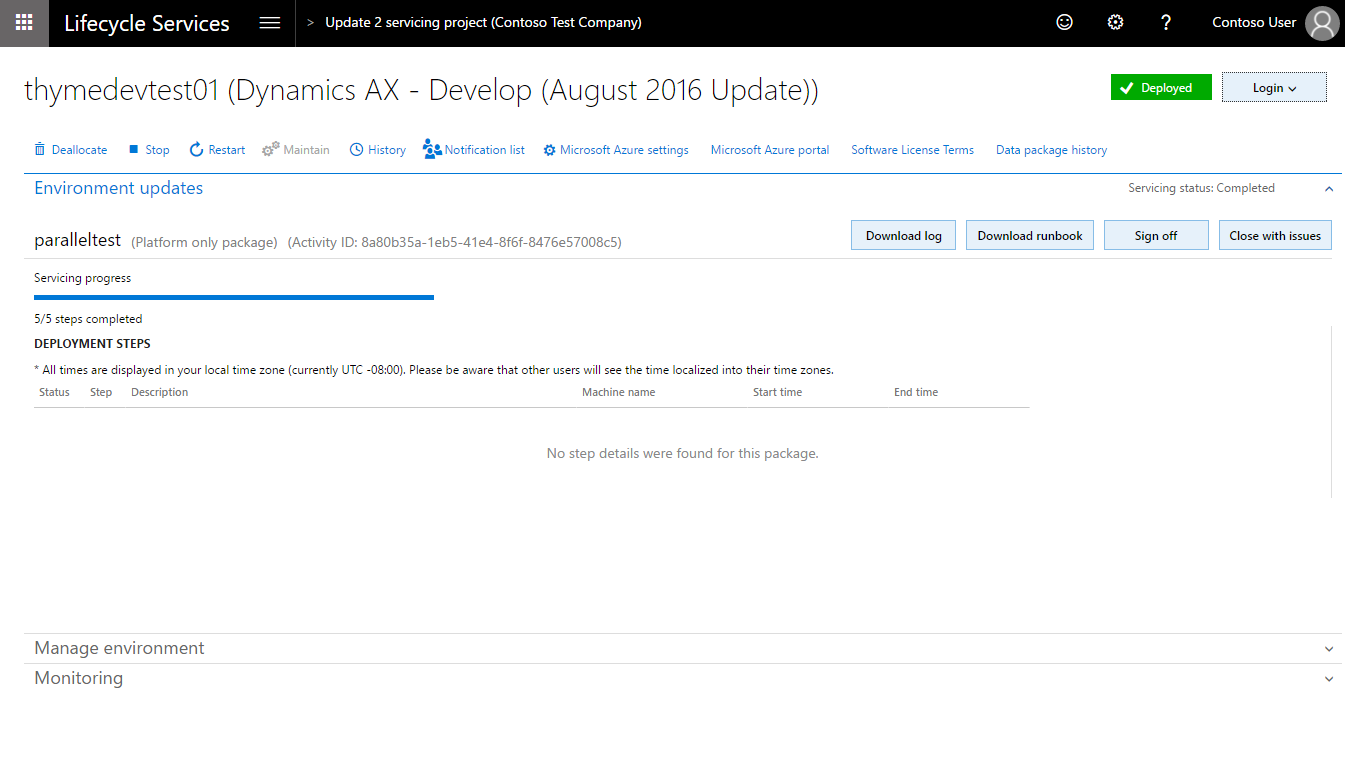 Lifecycle Services > Update 2 servicing project (Contoso Test Company) ? Contoso User
thymedevtest01 (Dynamics AX - Develop (August 2016 Update)) Deployed Login
Deallocate Stop Restart Maintain History Notification list Microsoft Azure settings Microsoft Azure portal Software License Terms Data package history
Environment updates Servicing status: Completed
paralleltest (Platform only package) (Activity ID: 8a80b35a-1eb5-41e4-8f6f-8476e57008c5) Download log Download runbook Sign off Close with issues
Servicing progress
5/5 steps completed
DEPLOYMENT STEPS
* All times are displayed in your local time zone (currently UTC -08:00). Please be aware that other users will see the time localized into their time zones.
Status Step Description Machine name Start time End time
No step details were found for this package.
Manage environment
Monitoring